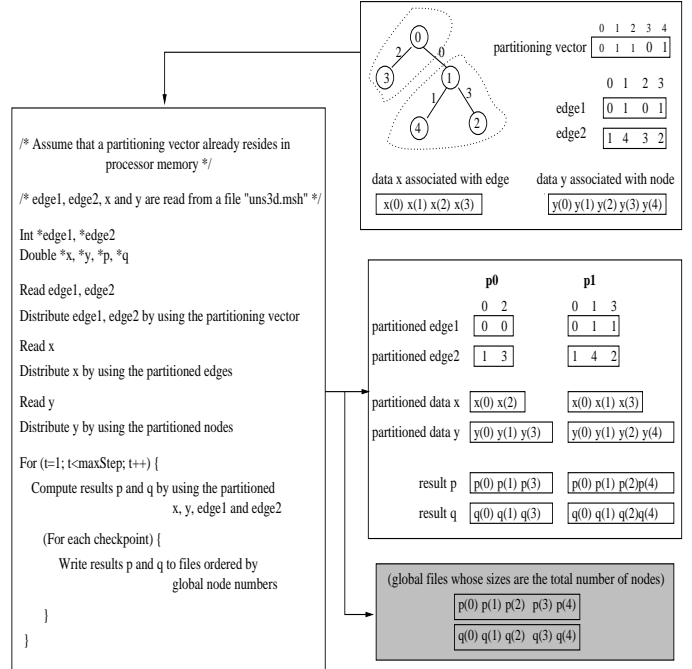 0 1 2 3 4
partitioning vector 0 1 1 0 1
0
2 0
3 1
1 3
4 2
0 1 2 3
edge1 0 1 0 1
edge2 1 4 3 2
data x associated with edge
x(0) x(1) x(2) x(3)
data y associated with node
y(0) y(1) y(2) y(3) y(4)
/* Assume that a partitioning vector already resides in
processor memory */
/* edge1, edge2, x and y are read from a file "uns3d.msh" */
Int *edge1, *edge2
Double *x, *y, *p, *q
Read edge1, edge2
Distribute edge1, edge2 by using the partitioning vector
Read x
Distribute x by using the partitioned edges
Read y
Distribute y by using the partitioned nodes
For (t=1; t<maxStep; t++) {
Compute results p and q by using the partitioned
x, y, edge1 and edge2
(For each checkpoint) {
Write results p and q to files ordered by
global node numbers
}
}
p0 p1
0 2 0 1 3
partitioned edge1 0 0 0 1 1
partitioned edge2 1 3 1 4 2
partitioned data x x(0) x(2) x(0) x(1) x(3)
partitioned data y y(0) y(1) y(3) y(0) y(1) y(2) y(4)
result p p(0) p(1) p(3) p(0) p(1) p(2)p(4)
result q q(0) q(1) q(3) q(0) q(1) q(2)q(4)
(global files whose sizes are the total number of nodes)
p(0) p(1) p(2) p(3) p(4)
q(0) q(1) q(2) q(3) q(4)